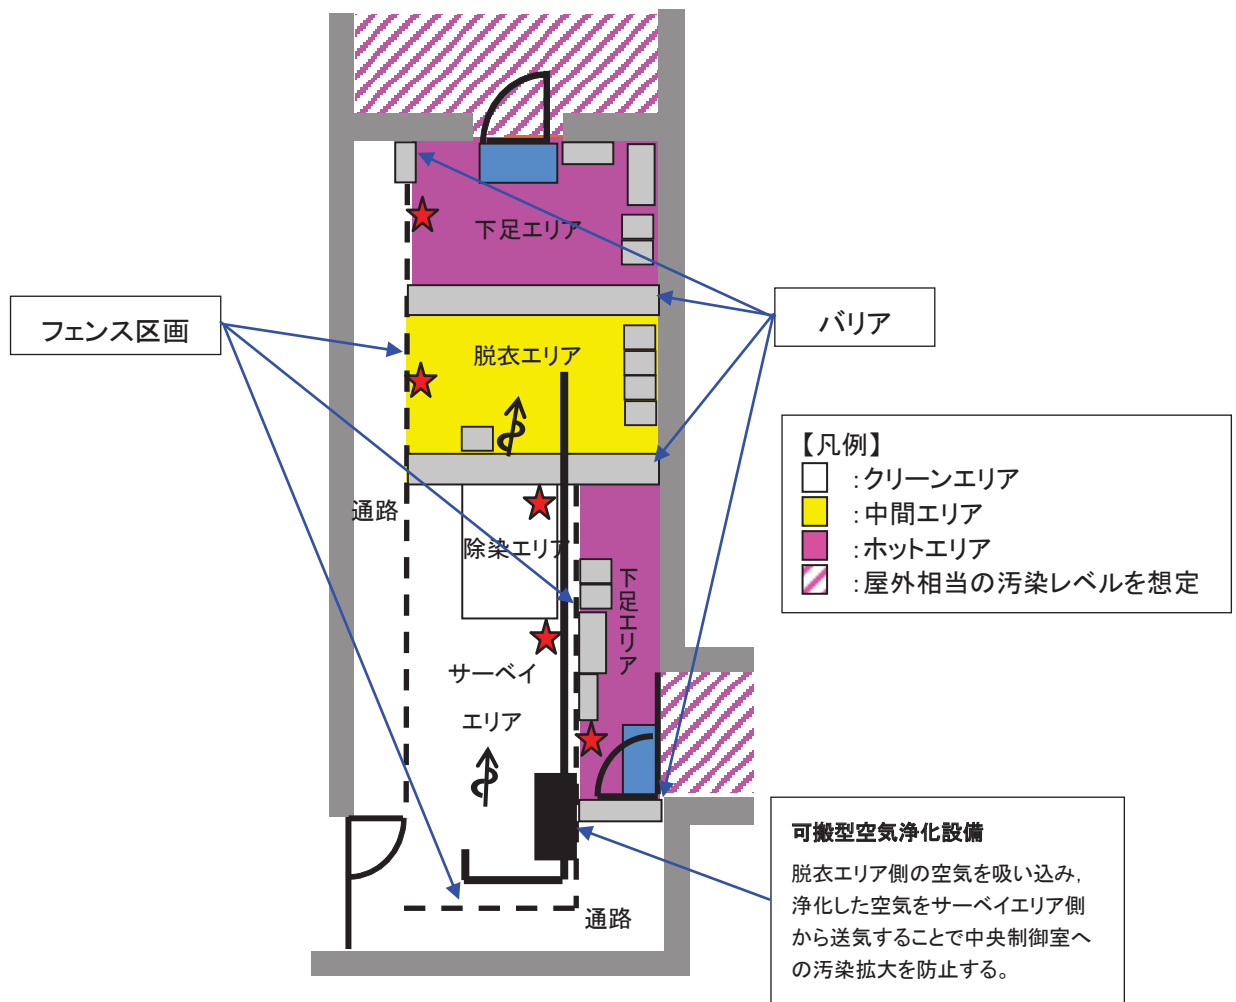 下足エリア
フェンス区画
バリア
脱衣エリア
【凡例】
：クリーンエリア
：中間エリア
：ホットエリア
：屋外相当の汚染レベルを想定
通路
除染エリア
下足エリア
サーベイ
エリア
通路
可搬型空気浄化設備
脱衣エリア側の空気を吸い込み，
浄化した空気をサーベイエリア側
から送気することで中央制御室へ
の汚染拡大を防止する。